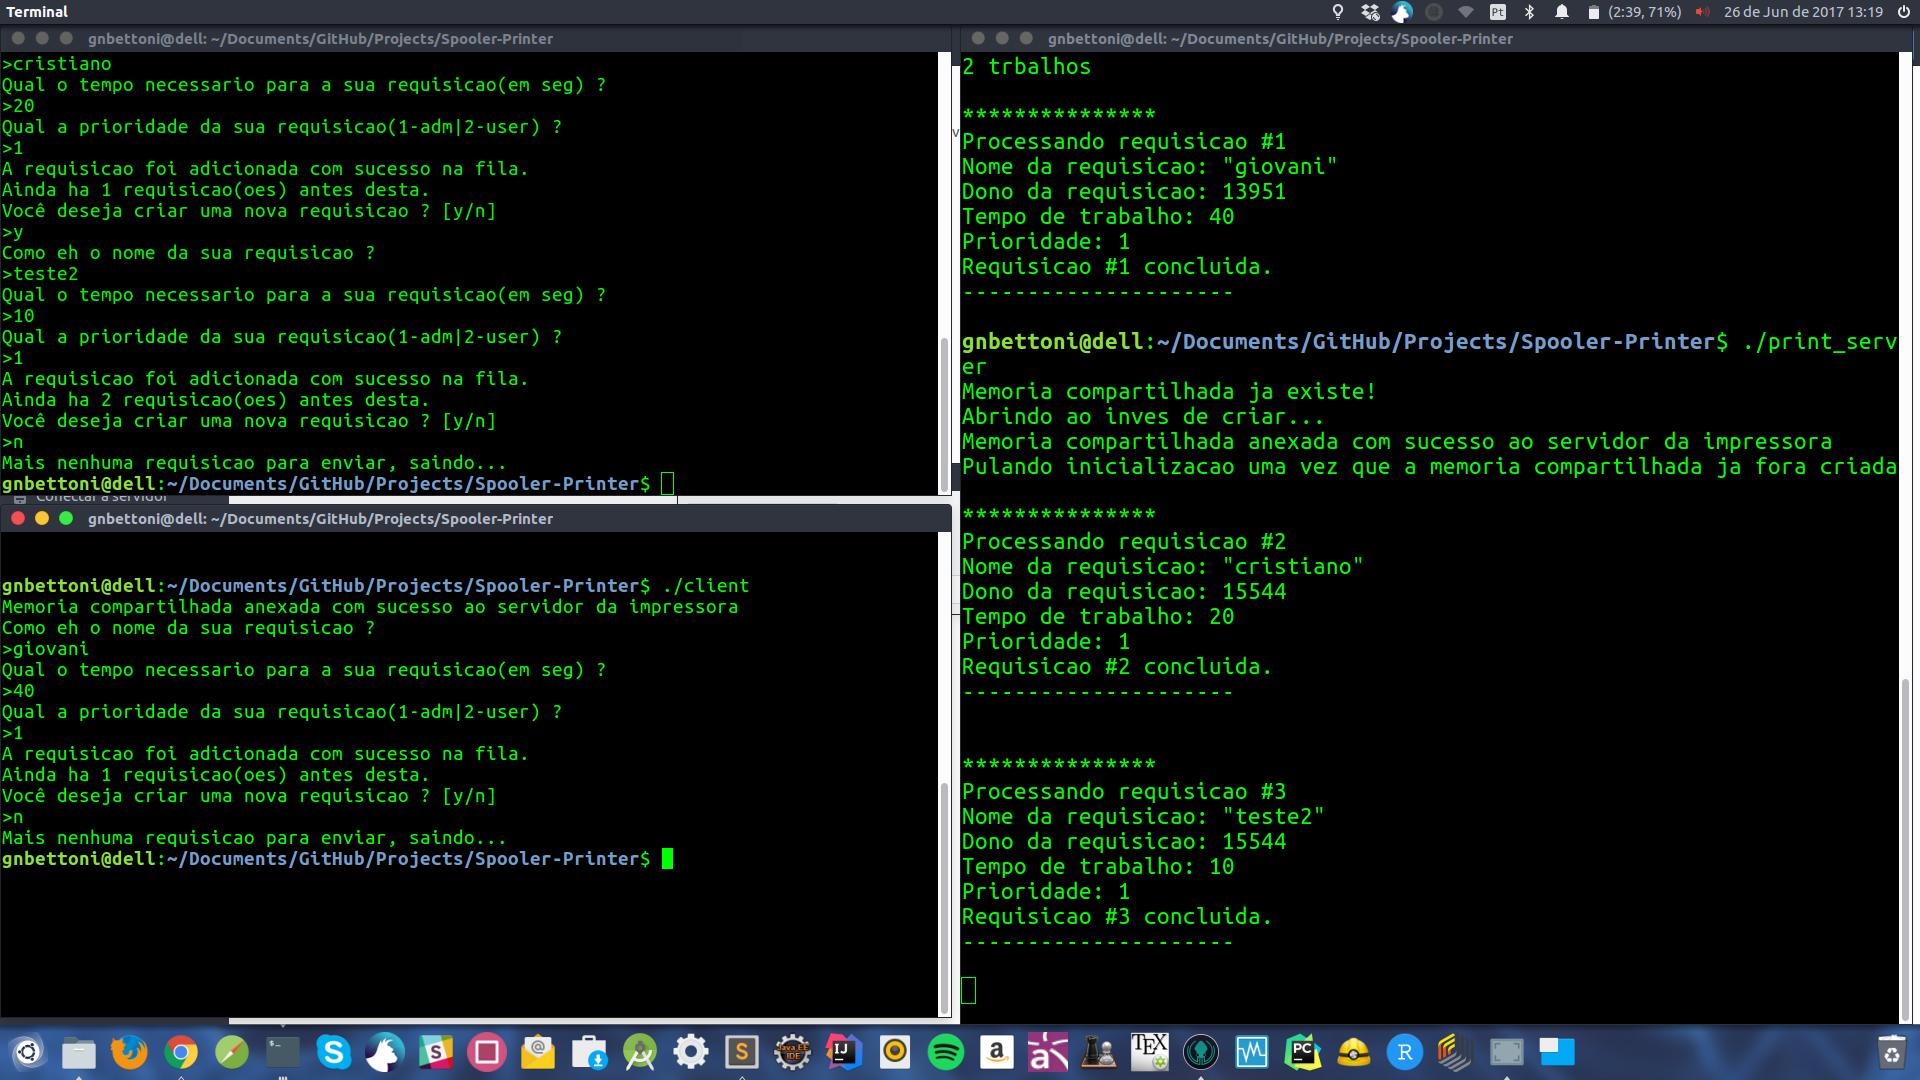 Terminal
Pt
(2:39, 71%)
26 de Jun de 2017 13:19
gnbettoni@dell: ~/Documents/GitHub/Projects/Spooler-Printer
>cristiano
Qual o tempo necessario para a sua requisicao(em seg) ?
>20
Qual a prioridade da sua requisicao(1-adm|2-user) ?
>1
A requisicao foi adicionada com sucesso na fila.
Ainda ha 1 requisicao(oes) antes desta.
Você deseja criar uma nova requisicao ? [y/n]
>y
Como eh o nome da sua requisicao ?
>teste2
Qual o tempo necessario para a sua requisicao(em seg) ?
>10
Qual a prioridade da sua requisicao(1-adm|2-user) ?
>1
A requisicao foi adicionada com sucesso na fila.
Ainda ha 2 requisicao(oes) antes desta.
Você deseja criar uma nova requisicao ? [y/n]
>n
Mais nenhuma requisicao para enviar, saindo...
gnbettoni@dell:~/Documents/GitHub/Projects/Spooler-Printer$
Conectar a servidor
gnbettoni@dell: ~/Documents/GitHub/Projects/Spooler-Printer
gnbettoni@dell:~/Documents/GitHub/Projects/Spooler-Printer$ ./client
Memoria compartilhada anexada com sucesso ao servidor da impressora
Como eh o nome da sua requisicao ?
>giovani
Qual o tempo necessario para a sua requisicao(em seg) ?
>40
Qual a prioridade da sua requisicao(1-adm|2-user) ?
>1
A requisicao foi adicionada com sucesso na fila.
Ainda ha 1 requisicao(oes) antes desta.
Você deseja criar uma nova requisicao ? [y/n]
>n
Mais nenhuma requisicao para enviar, saindo...
gnbettoni@dell:~/Documents/GitHub/Projects/Spooler-Printer$
gnbettoni@dell: ~/Documents/GitHub/Projects/Spooler-Printer
2 trbalhos
***************
Processando requisicao #1
Nome da requisicao: "giovani"
Dono da requisicao: 13951
Tempo de trabalho: 40
Prioridade: 1
Requisicao #1 concluida.
---------------------
gnbettoni@dell:~/Documents/GitHub/Projects/Spooler-Printer$ ./print_serv
er
Memoria compartilhada ja existe!
Abrindo ao inves de criar...
Memoria compartilhada anexada com sucesso ao servidor da impressora
Pulando inicializacao uma vez que a memoria compartilhada ja fora criada
***************
Processando requisicao #2
Nome da requisicao: "cristiano"
Dono da requisicao: 15544
Tempo de trabalho: 20
Prioridade: 1
Requisicao #2 concluida.
---------------------
***************
Processando requisicao #3
Nome da requisicao: "teste2"
Dono da requisicao: 15544
Tempo de trabalho: 10
Prioridade: 1
Requisicao #3 concluida.
---------------------